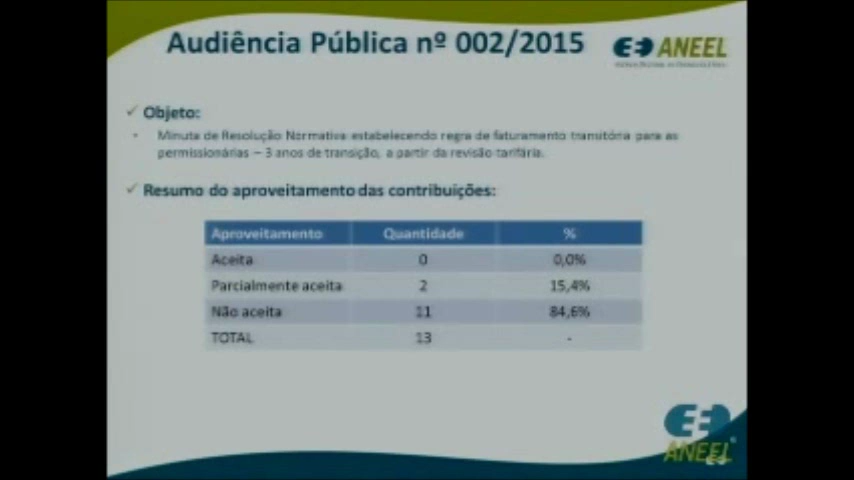 Audiência Pública nº 002/2015
ANEEL
Objeto:
Minuta de Resolução Normativa estabelecendo regra de faturamento transitória para as
permissionárias – 3 anos de transição, a partir da revisão tarifária.
Resumo do aproveitamento das contribuições:
Aproveitamento Quantidade %
Aceita 0 0,0%
Parcialmente aceita 2 15,4%
Não aceita 11 84,6%
TOTAL 13 -
ANEEL